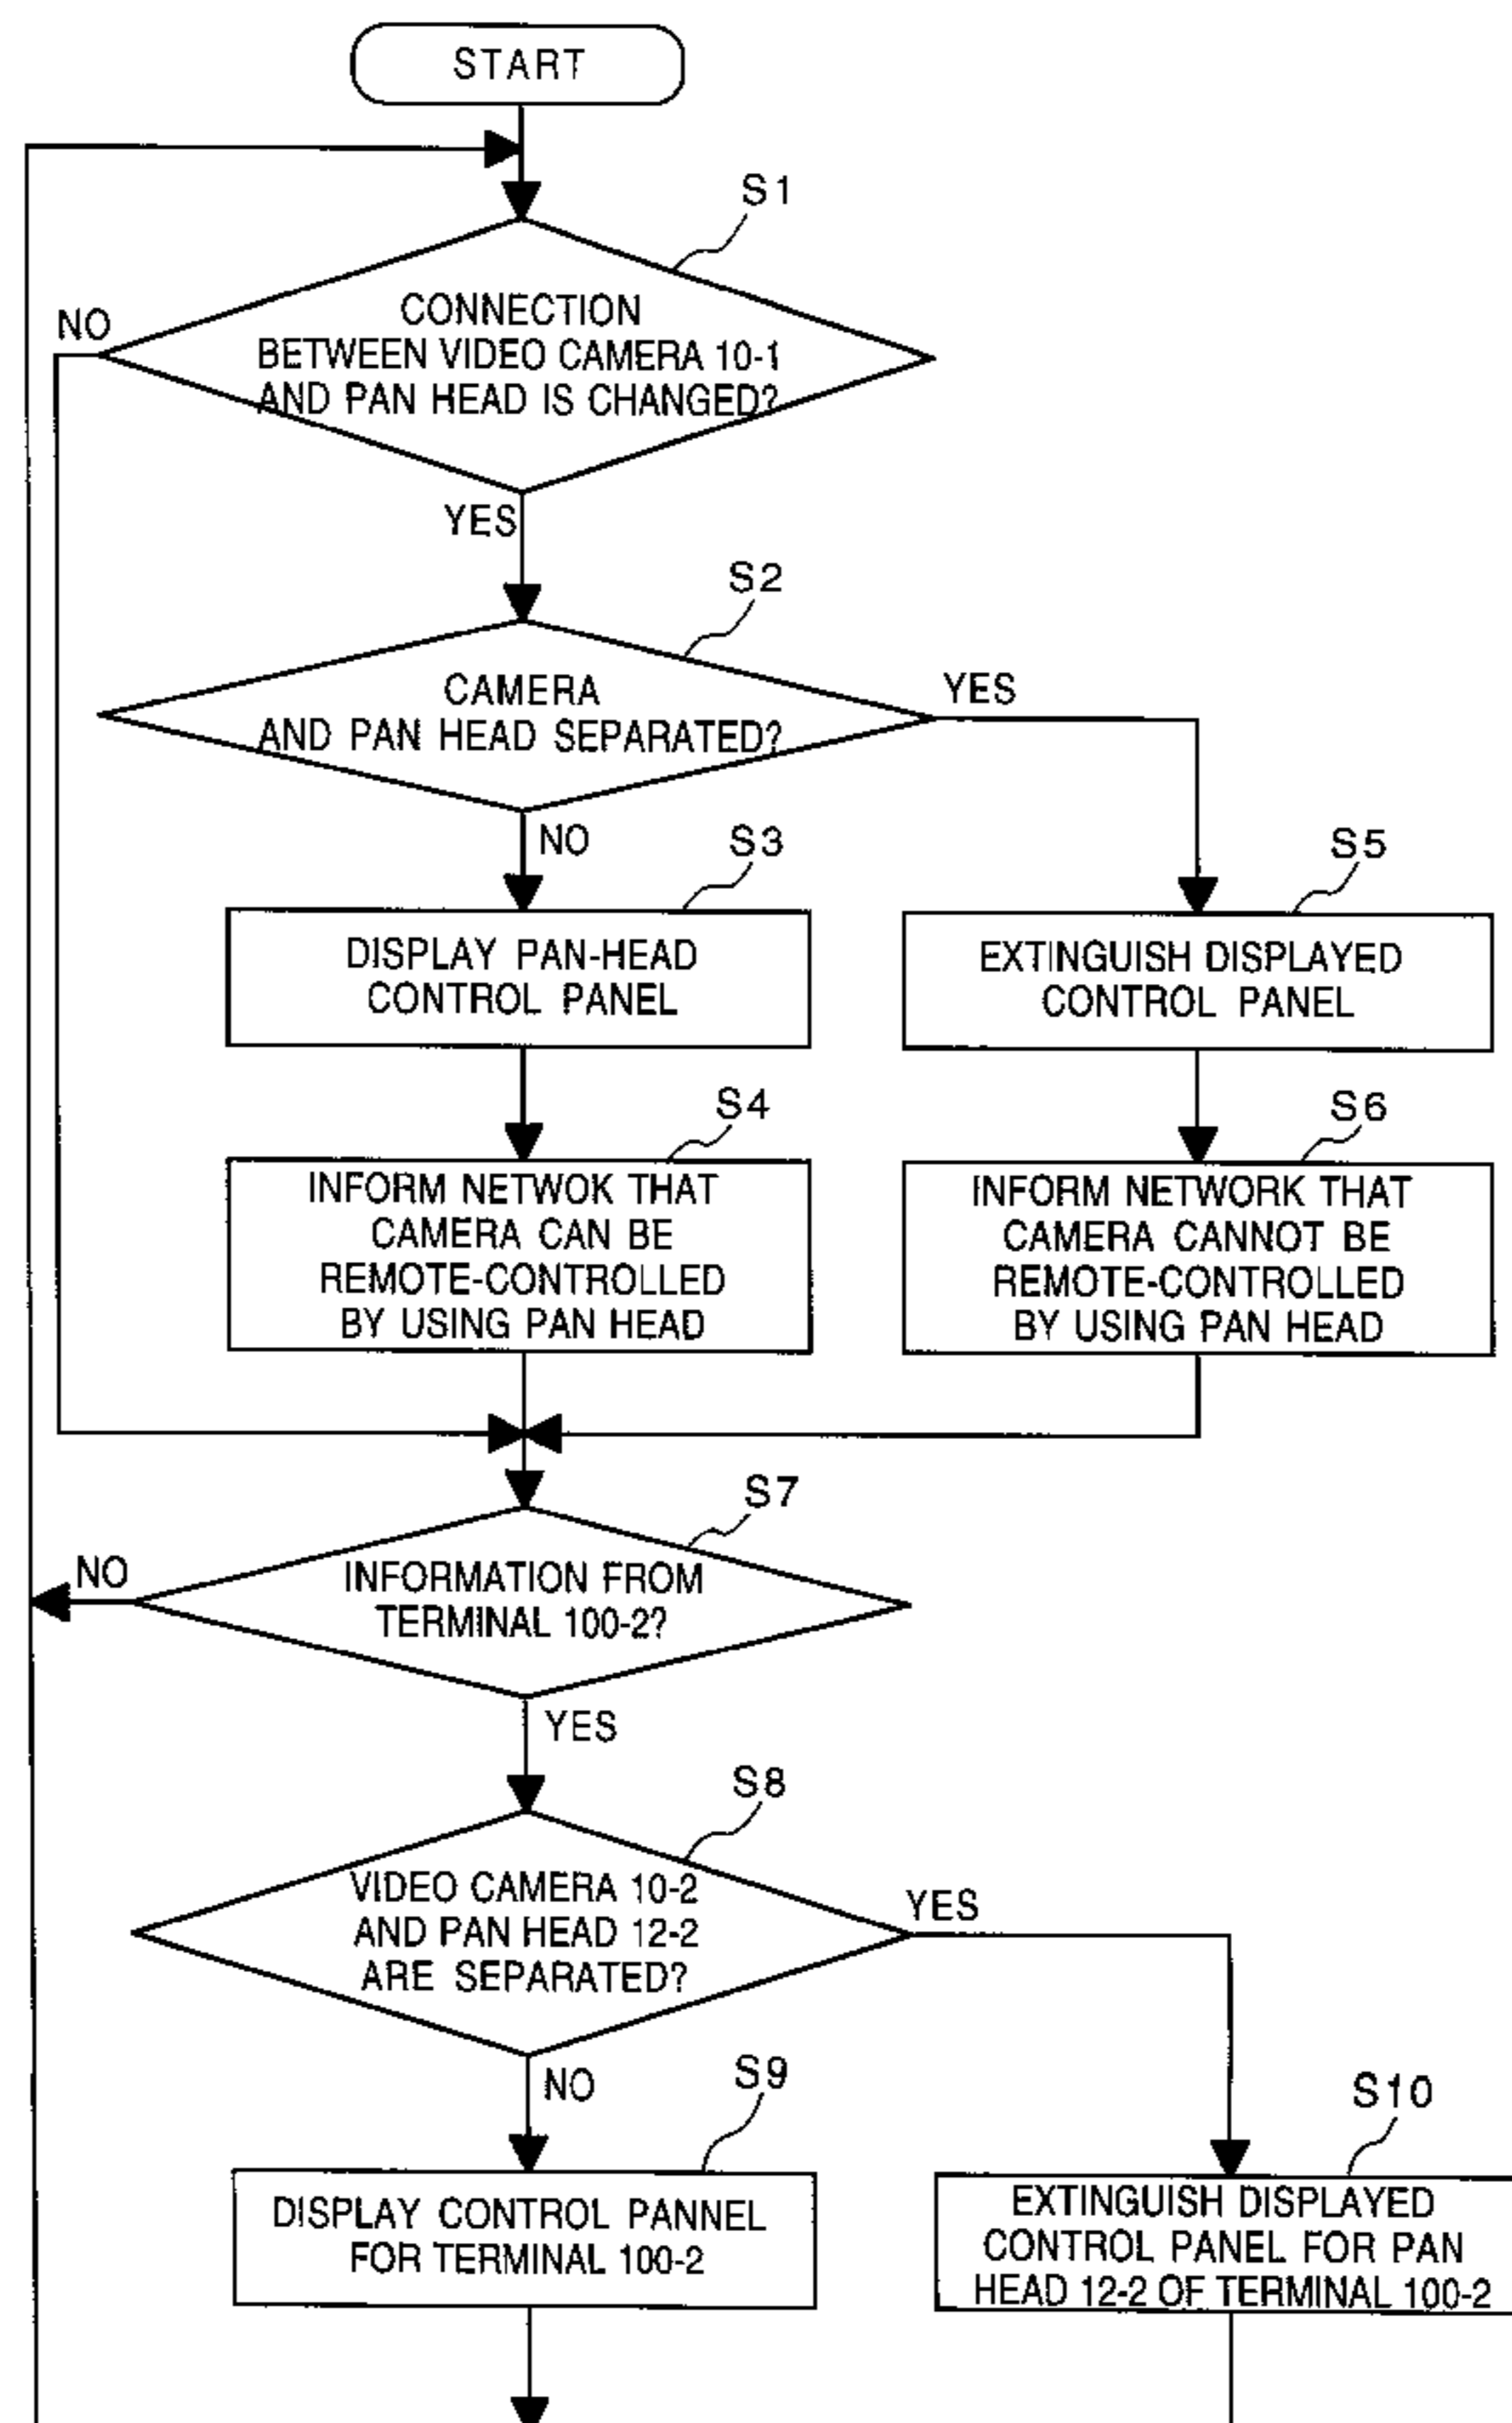 START
S1
CONNECTION
BETWEEN VIDEO CAMERA 10-1
AND PAN HEAD IS CHANGED?
NO
YES
S2
CAMERA
AND PAN HEAD SEPARATED?
YES
NO
S3
DISPLAY PAN-HEAD
CONTROL PANEL
S5
EXTINGUISH DISPLAYED
CONTROL PANEL
S4
INFORM NETWOK THAT
CAMERA CAN BE
REMOTE-CONTROLLED
BY USING PAN HEAD
S6
INFORM NETWORK THAT
CAMERA CANNOT BE
REMOTE-CONTROLLED
BY USING PAN HEAD
S7
NO
INFORMATION FROM
TERMINAL 100-2?
YES
S8
VIDEO CAMERA 10-2
AND PAN HEAD 12-2
ARE SEPARATED?
YES
NO
S9
DISPLAY CONTROL PANNEL
FOR TERMINAL 100-2
S10
EXTINGUISH DISPLAYED
CONTROL PANEL FOR PAN
HEAD 12-2 OF TERMINAL 100-2